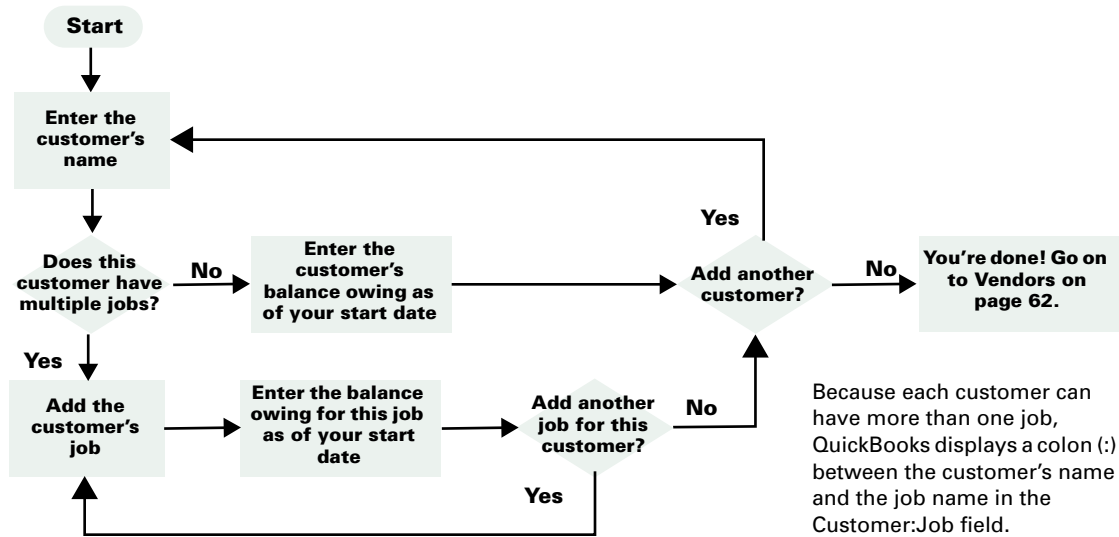 Start
Enter the
customer's
name
Yes
Does this
customer have
multiple jobs?
No
Enter the
customer's
balance owing as
of your start date
Add another
customer?
No
You're done! Go on
to Vendors on
page 62.
Yes
Add the
customer's
job
Enter the balance
owing for this job
as of your start
date
Add another
job for this
customer?
No
Yes
Because each customer can
have more than one job,
QuickBooks displays a colon (:)
between the customer's name
and the job name in the
Customer:Job field.